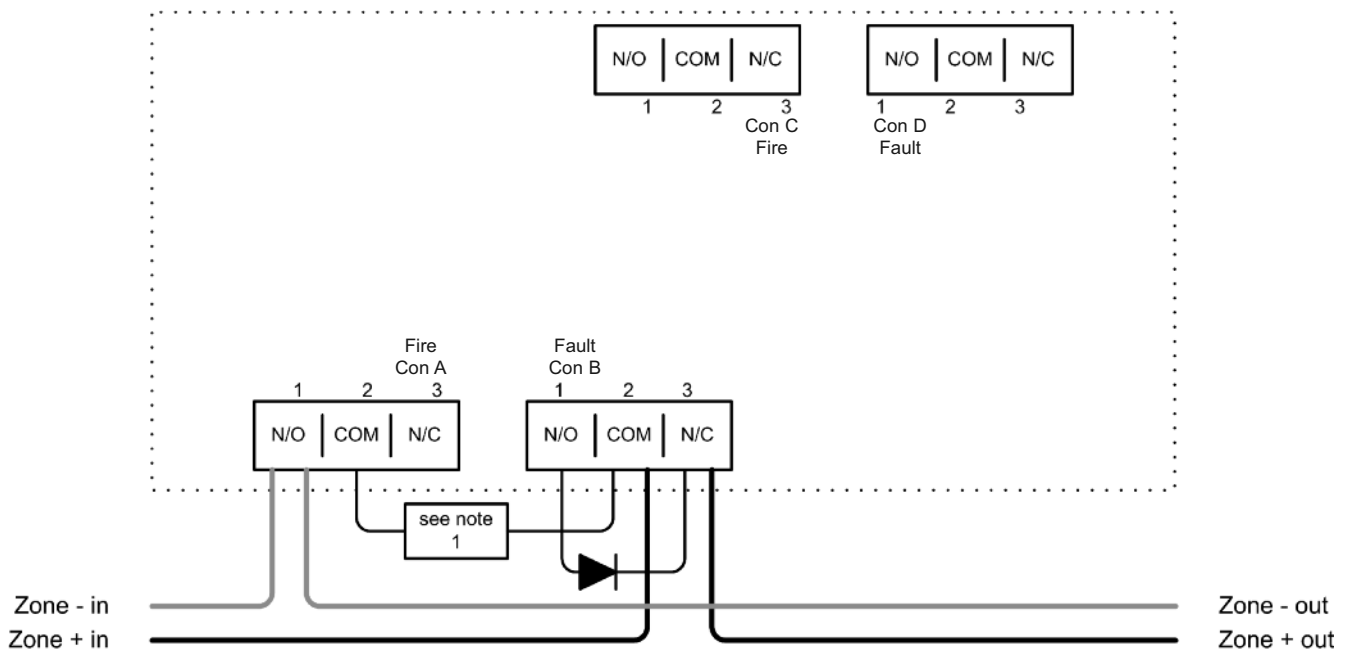 N/O COM N/C N/O COM N/C
1 2 3 1 2 3
Con C Con D
Fire Fault
Fire Fault
Con A Con B
1 2 3 1 2 3
N/O COM N/C N/O COM N/C
see note
1
Zone - in Zone - out
Zone + in Zone + out